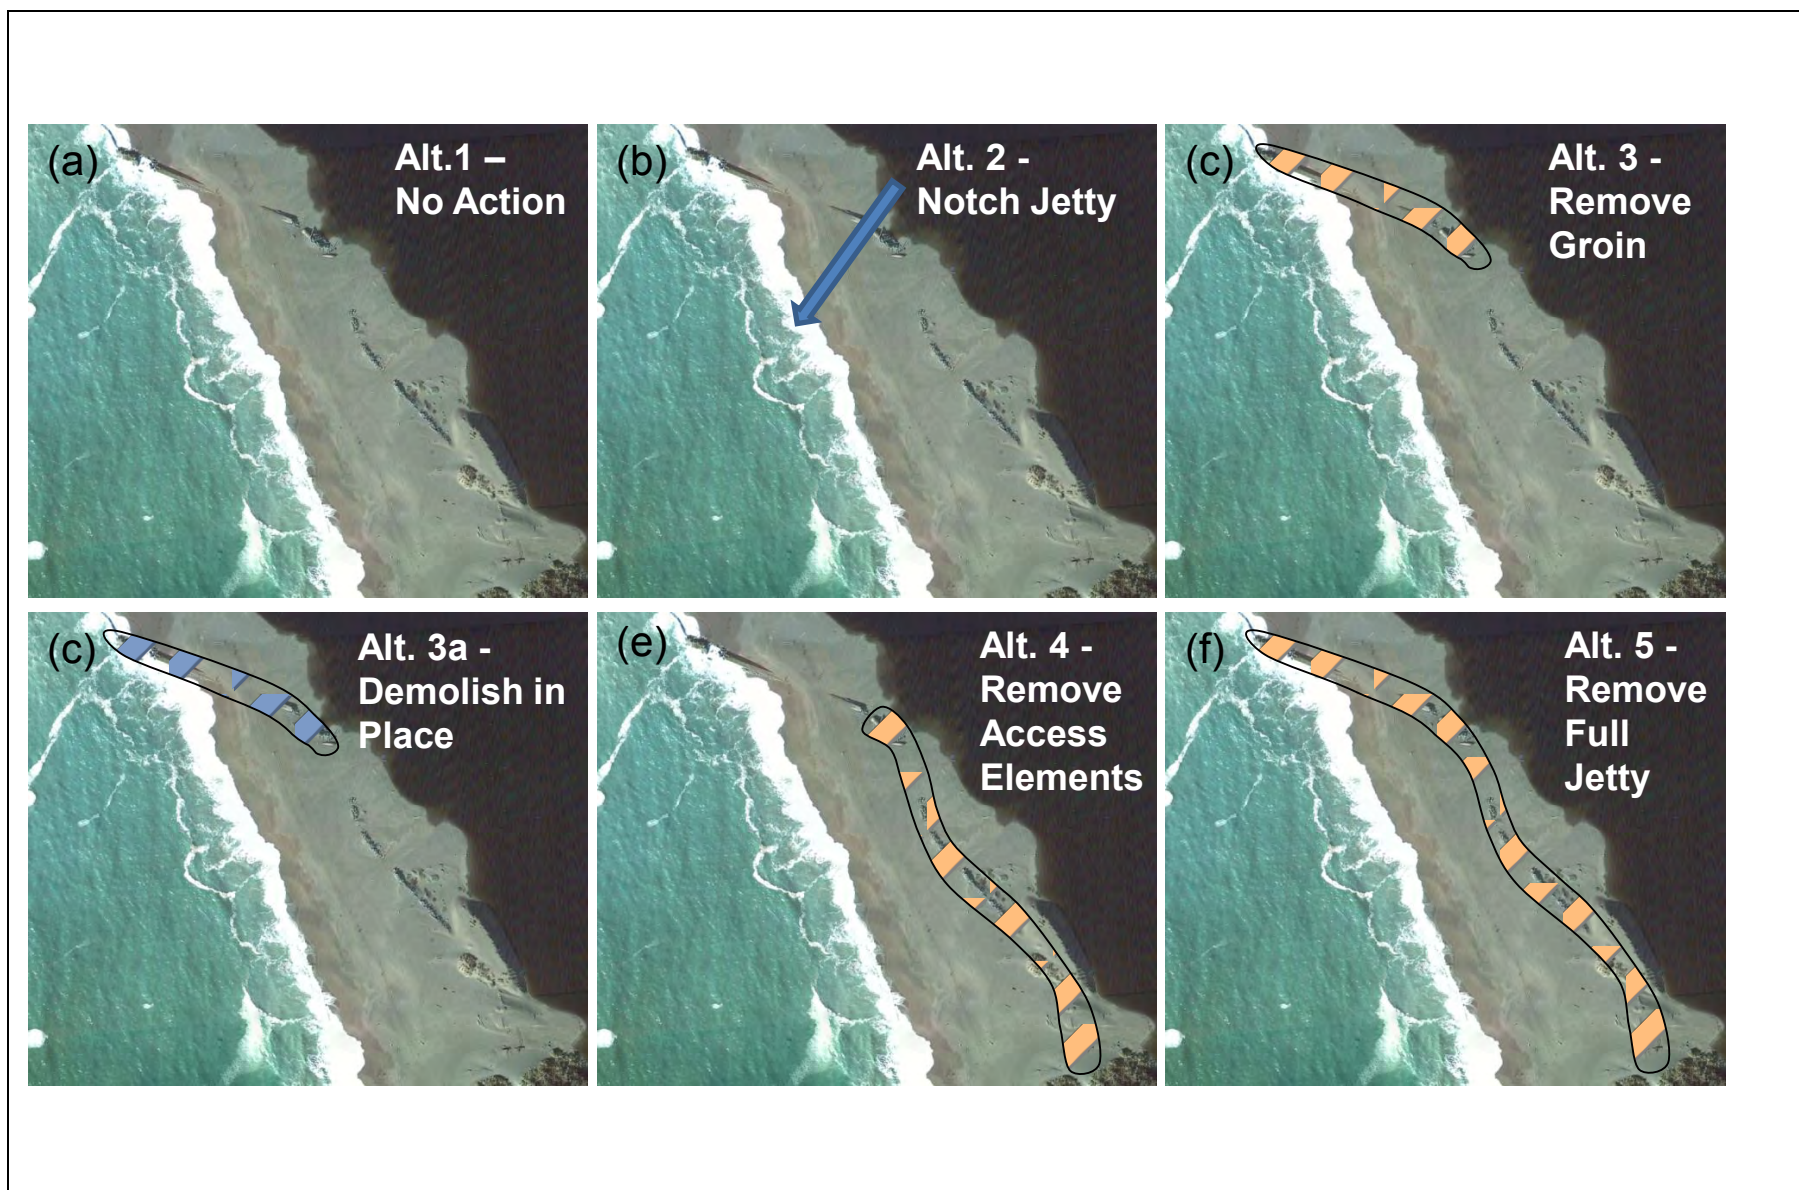 (a)
Alt.1 –
No Action
(b)
Alt. 2 -
Notch Jetty
(c)
Alt. 3 -
Remove
Groin
(c)
Alt. 3a -
Demolish in
Place
(e)
Alt. 4 -
Remove
Access
Elements
(f)
Alt. 5 -
Remove
Full
Jetty